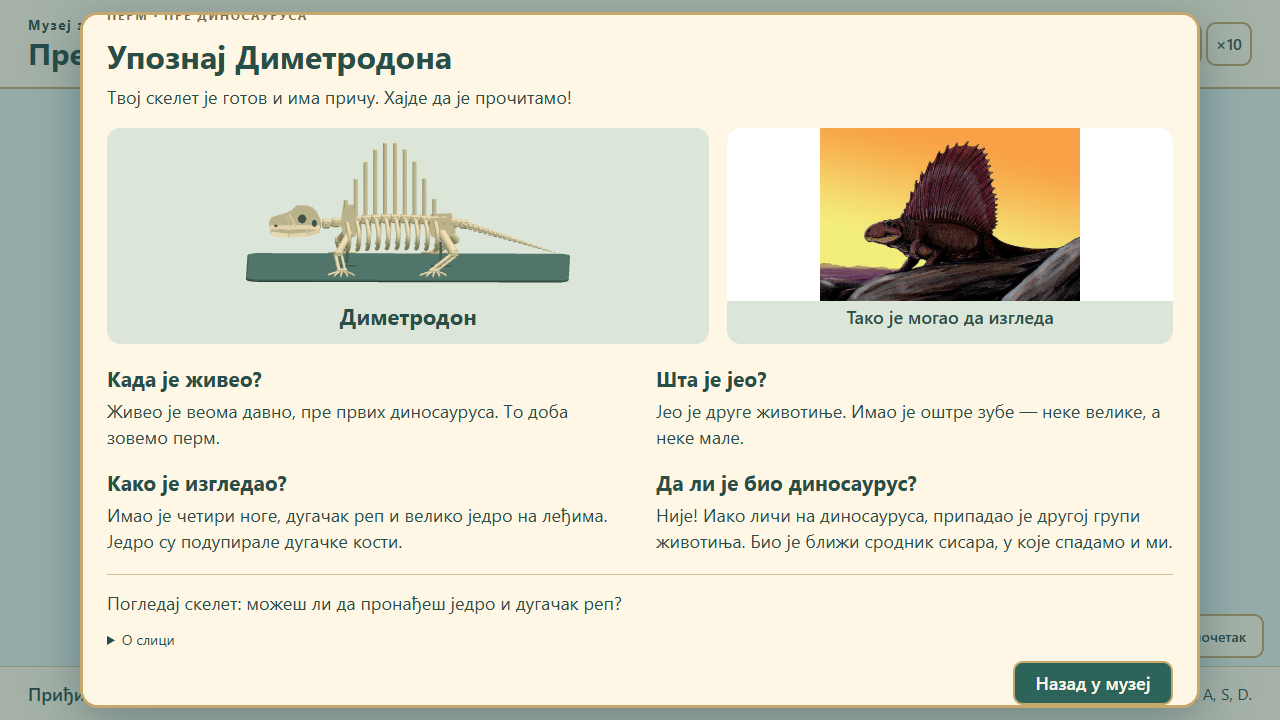 Музеј
Пре
×10
ПЕРМ · ПРЕ ДИНОСАУРУСА
Упознај Диметродона
Твој скелет је готов и има причу. Хајде да је прочитамо!
Диметродон
Тако је могао да изгледа
Када је живео?
Живео је веома давно, пре првих диносауруса. То доба
зовемо перм.
Шта је јео?
Јео је друге животиње. Имао је оштре зубе — неке велике, а
неке мале.
Како је изгледао?
Имао је четири ноге, дугачак реп и велико једро на леђима.
Једро су подупирале дугачке кости.
Да ли је био диносаурус?
Није! Иако личи на диносауруса, припадао је другој групи
животиња. Био је ближи сродник сисара, у које спадамо и ми.
Погледај скелет: можеш ли да пронађеш једро и дугачак реп?
О слици
Назад у музеј
A, S, D.